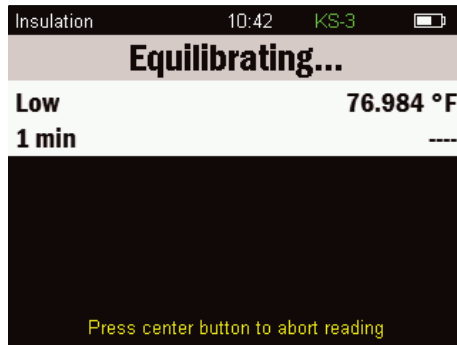 Insulation 10:42 KS-3
Equilibrating...
Low 76.984 °F
1 min ----
Press center button to abort reading